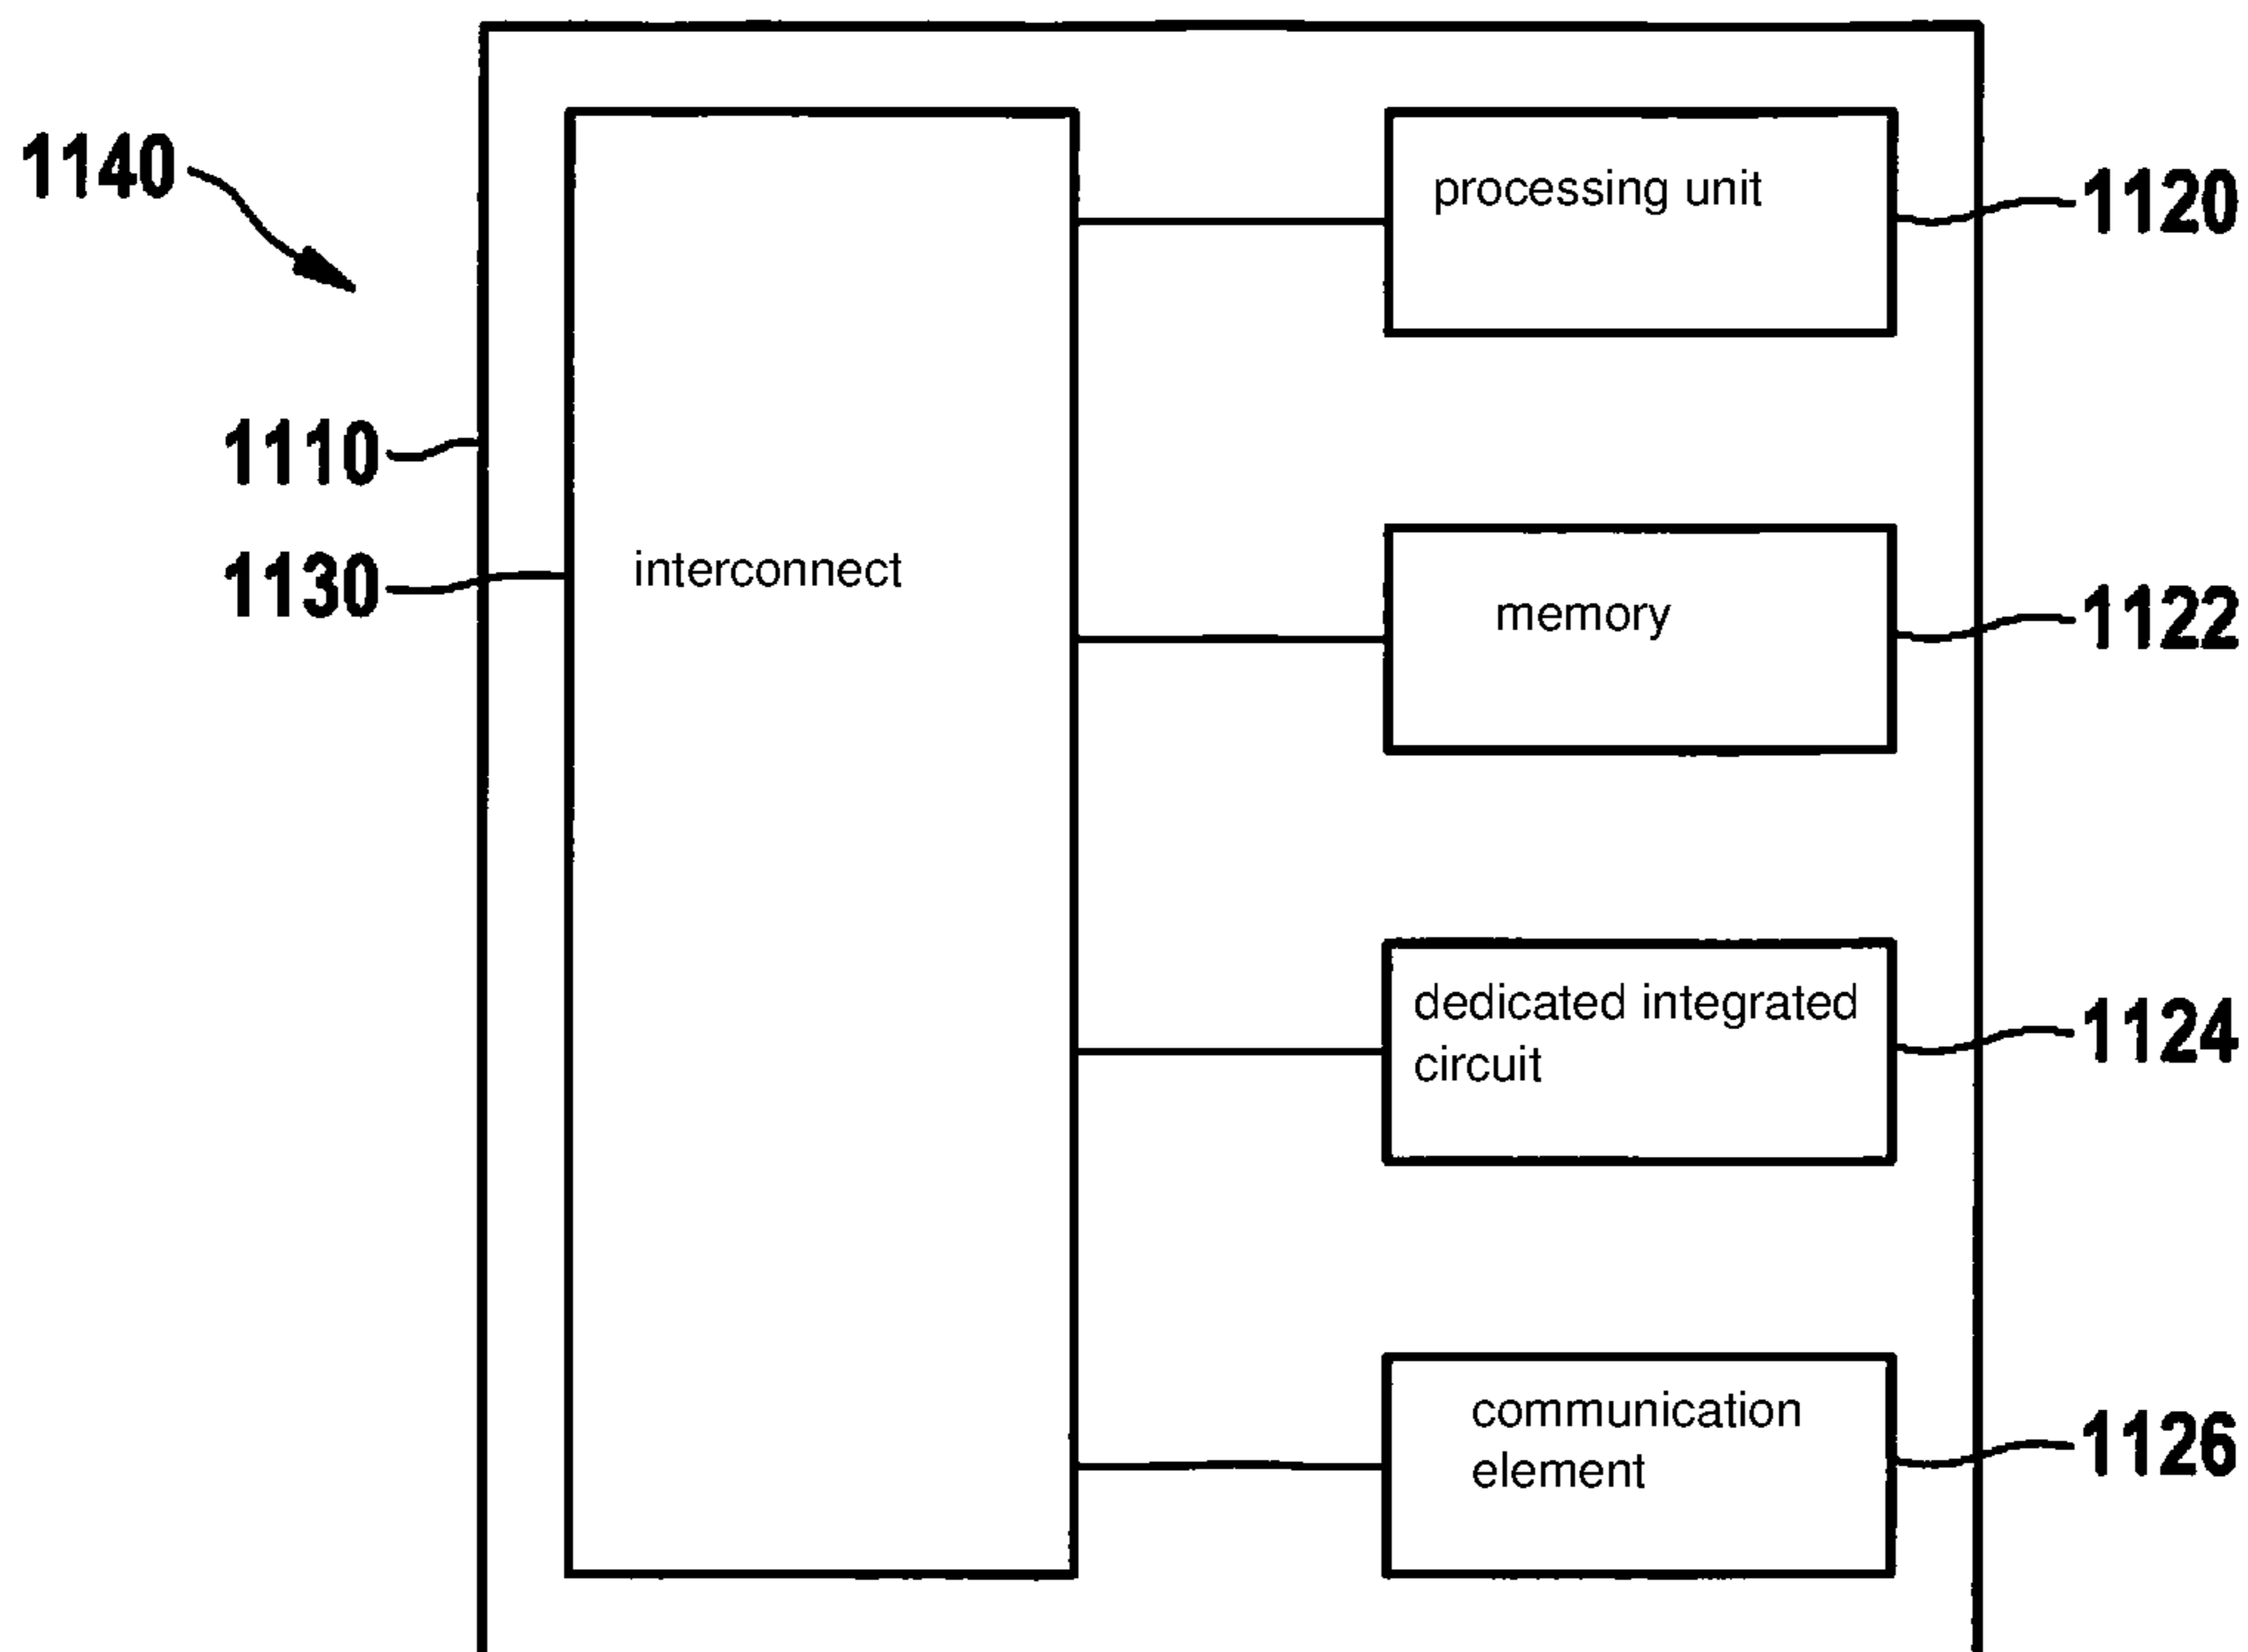 1140
processing unit
1120
1110
interconnect
1130
memory
1122
dedicated integrated
circuit
1124
communication
element
1126